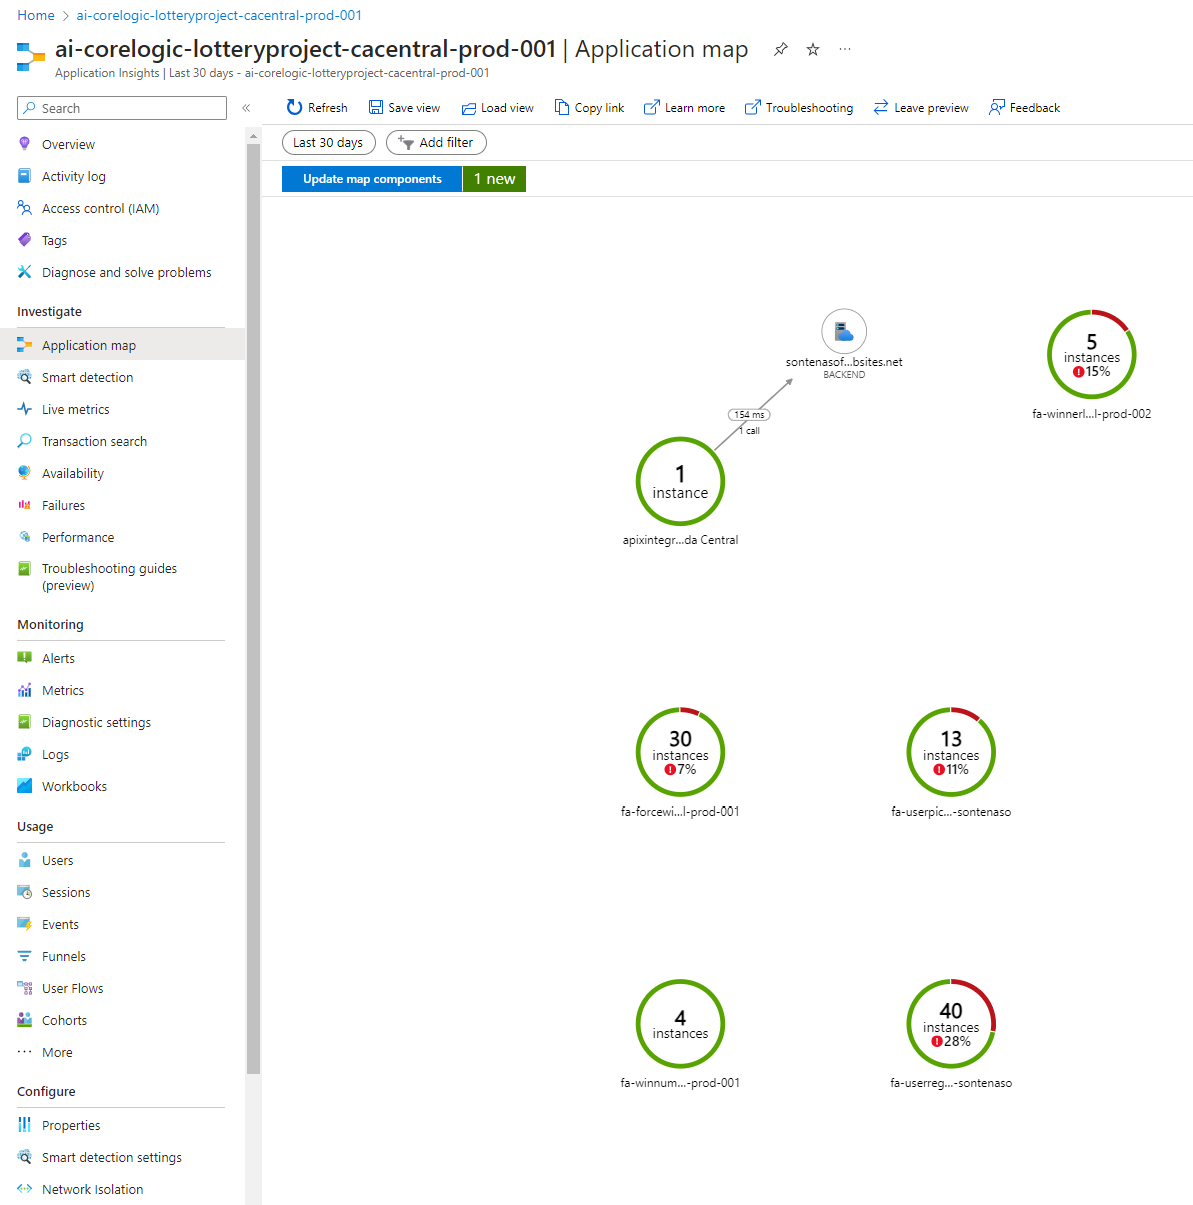 Home > ai-corelogic-lotteryproject-cacentral-prod-001
ai-corelogic-lotteryproject-cacentral-prod-001 | Application map
Application Insights | Last 30 days - ai-corelogic-lotteryproject-cacentral-prod-001
Search
«
Refresh
Save view
Load view
Copy link
Learn more
Troubleshooting
Leave preview
Feedback
Last 30 days
Add filter
Update map components
1 new
Overview
Activity log
Access control (IAM)
Tags
Diagnose and solve problems
Investigate
Application map
Smart detection
Live metrics
Transaction search
Availability
Failures
Performance
Troubleshooting guides
(preview)
Monitoring
Alerts
Metrics
Diagnostic settings
Logs
Workbooks
Usage
Users
Sessions
Events
Funnels
User Flows
Cohorts
More
Configure
Properties
Smart detection settings
Network Isolation
sontenasof...bsites.net
BACKEND
154 ms
1 call
1
instance
apixintegr...da Central
5
instances
15%
fa-winnerl...l-prod-002
30
instances
7%
fa-forcewi...l-prod-001
13
instances
11%
fa-userpic...-sontenaso
4
instances
fa-winnum...-prod-001
40
instances
28%
fa-userreg...-sontenaso